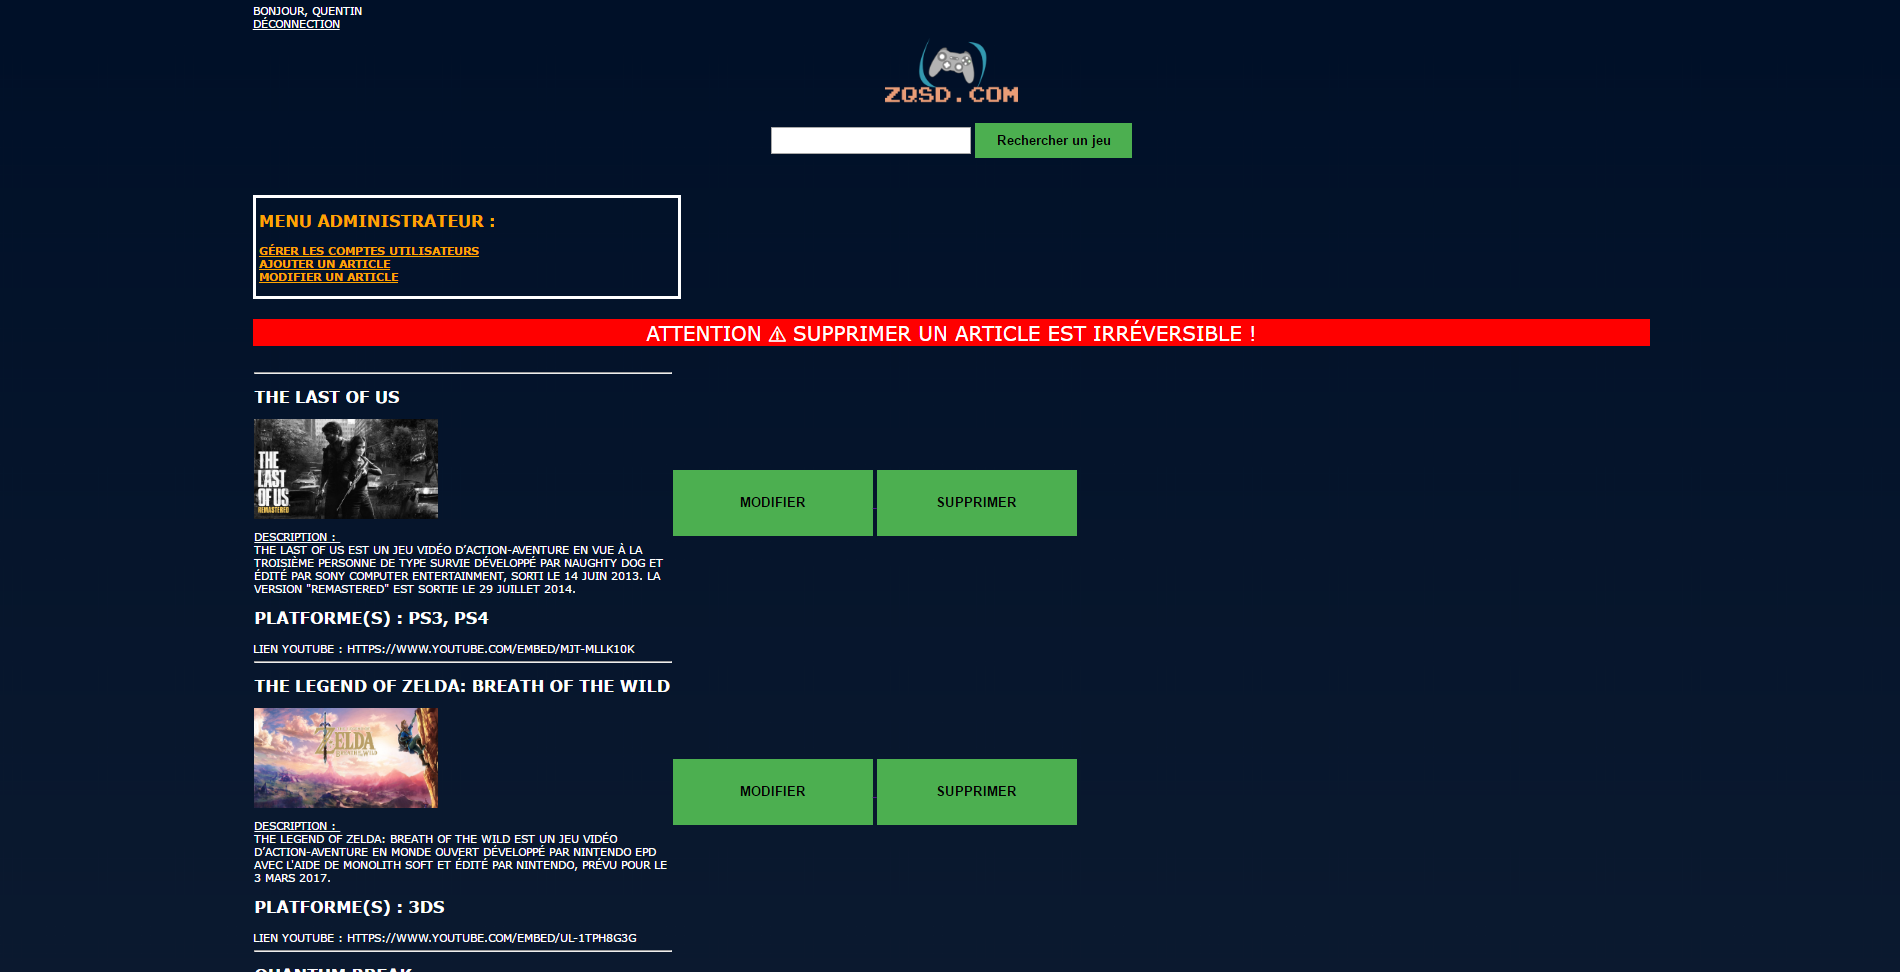 BONJOUR, QUENTIN
DÉCONNECTION
ZQSD.COM
Rechercher un jeu
MENU ADMINISTRATEUR :
GÉRER LES COMPTES UTILISATEURS
AJOUTER UN ARTICLE
MODIFIER UN ARTICLE
ATTENTION ⚠ SUPPRIMER UN ARTICLE EST IRRÉVERSIBLE !
THE LAST OF US
THE
LAST
OF US
REMASTERED
MODIFIER
SUPPRIMER
DESCRIPTION :
THE LAST OF US EST UN JEU VIDÉO D’ACTION-AVENTURE EN VUE À LA
TROISIÈME PERSONNE DE TYPE SURVIE DÉVELOPPÉ PAR NAUGHTY DOG ET
ÉDITÉ PAR SONY COMPUTER ENTERTAINMENT, SORTI LE 14 JUIN 2013. LA
VERSION "REMASTERED" EST SORTIE LE 29 JUILLET 2014.
PLATFORME(S) : PS3, PS4
LIEN YOUTUBE : HTTPS://WWW.YOUTUBE.COM/EMBED/MJT-MLLK10K
THE LEGEND OF ZELDA: BREATH OF THE WILD
ZELDA
BREATH OF THE WILD
MODIFIER
SUPPRIMER
DESCRIPTION :
THE LEGEND OF ZELDA: BREATH OF THE WILD EST UN JEU VIDÉO
D’ACTION-AVENTURE EN MONDE OUVERT DÉVELOPPÉ PAR NINTENDO EPD
AVEC L'AIDE DE MONOLITH SOFT ET ÉDITÉ PAR NINTENDO, PRÉVU POUR LE
3 MARS 2017.
PLATFORME(S) : 3DS
LIEN YOUTUBE : HTTPS://WWW.YOUTUBE.COM/EMBED/UL-1TPH8G3G
QUANTUM BREAK